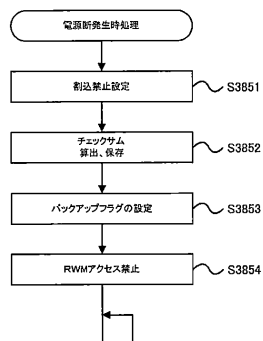 電源断発生時処理
割込禁止設定
S3851
チェックサム
算出、保存
S3852
バックアップフラグの設定
S3853
RWMアクセス禁止
S3854